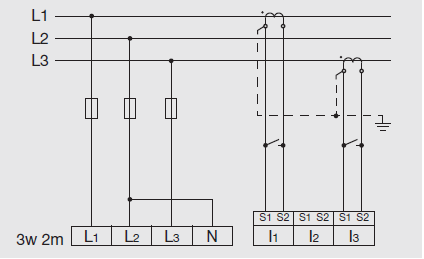 L1
L2
L3
S1 S2 S1 S2 S1 S2
3w 2m L1 L2 L3 N I1 I2 I3